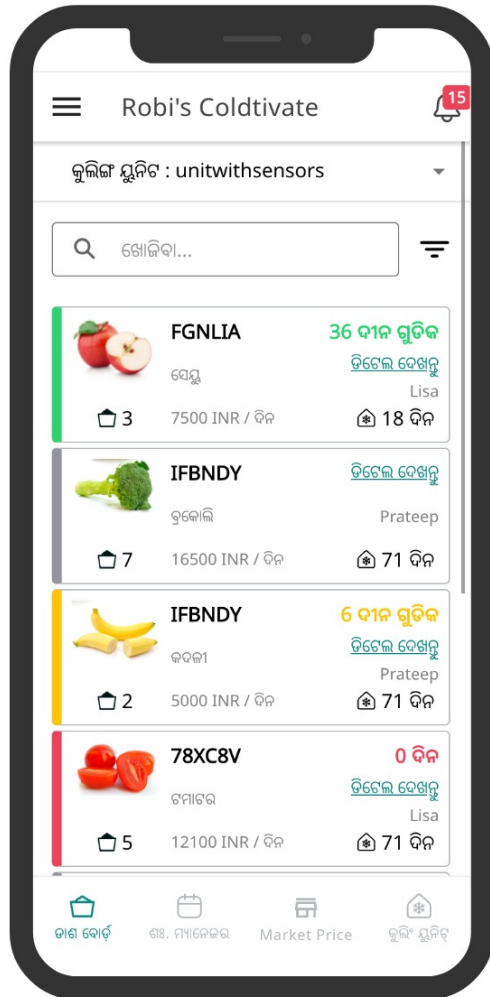 Robi's Coldtivate
15
କୁଲିଙ୍ଗ ୟୁନିଟ : unitwithsensors
ଖୋଜିବା...
FGNLIA
36 ଦୀନ ଗୁଡିକ
ସେୟୁ
ଡିଟେଲ ଦେଖନ୍ତୁ
Lisa
3
7500 INR / ଦିନ
18 ଦିନ
IFBNDY
ଡିଟେଲ ଦେଖନ୍ତୁ
ବ୍ରକୋଲି
Prateep
7
16500 INR / ଦିନ
71 ଦିନ
IFBNDY
6 ଦୀନ ଗୁଡିକ
କଦଳୀ
ଡିଟେଲ ଦେଖନ୍ତୁ
Prateep
2
5000 INR / ଦିନ
71 ଦିନ
78XC8V
0 ଦିନ
ଟମାଟର
ଡିଟେଲ ଦେଖନ୍ତୁ
Lisa
5
12100 INR / ଦିନ
71 ଦିନ
ଡାଶ ବୋର୍ଡ଼
ଶଃ. ମ୍ୟାନେଜର
Market Price
କୁଲିଂ ୟୁନିଟ୍